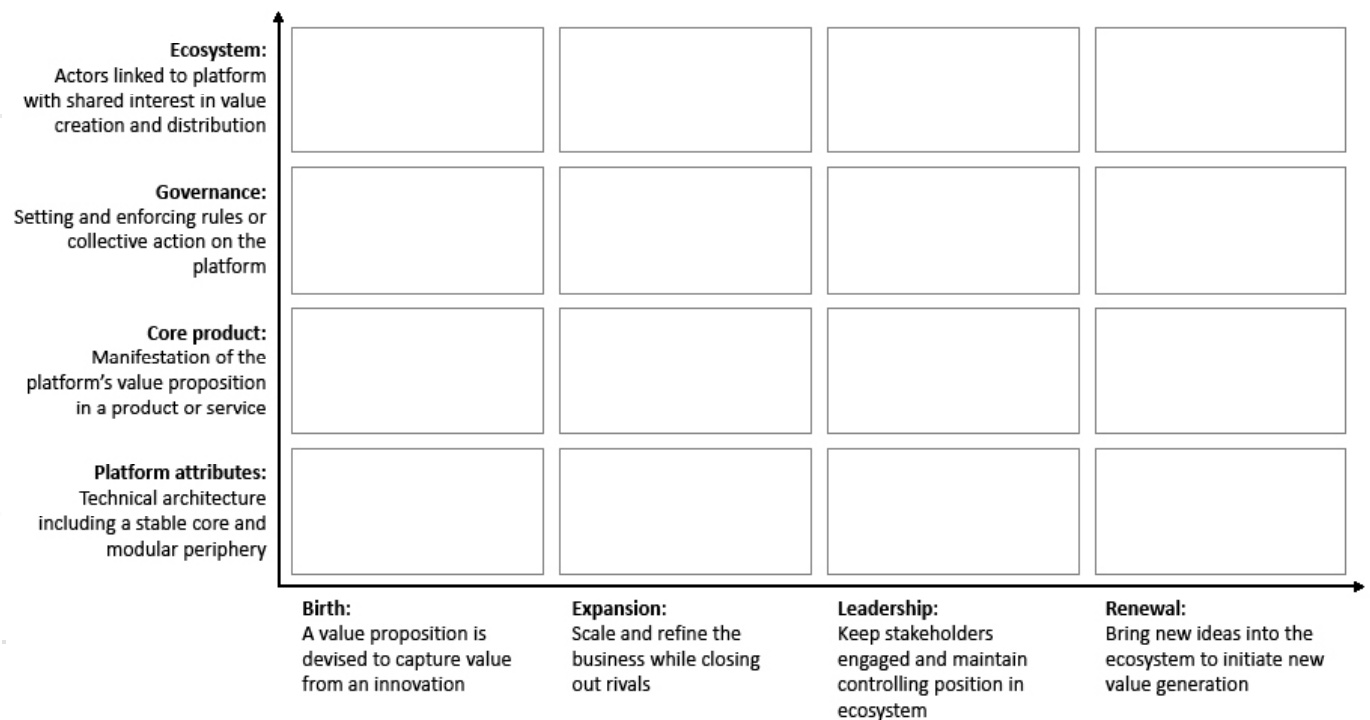 Ecosystem:
Actors linked to platform
with shared interest in value
creation and distribution
Governance:
Setting and enforcing rules or
collective action on the
platform
Core product:
Manifestation of the
platform's value proposition
in a product or service
Platform attributes:
Technical architecture
including a stable core and
modular periphery
Birth:
A value proposition is
devised to capture value
from an innovation
Expansion:
Scale and refine the
business while closing
out rivals
Leadership:
Keep stakeholders
engaged and maintain
controlling position in
ecosystem
Renewal:
Bring new ideas into the
ecosystem to initiate new
value generation